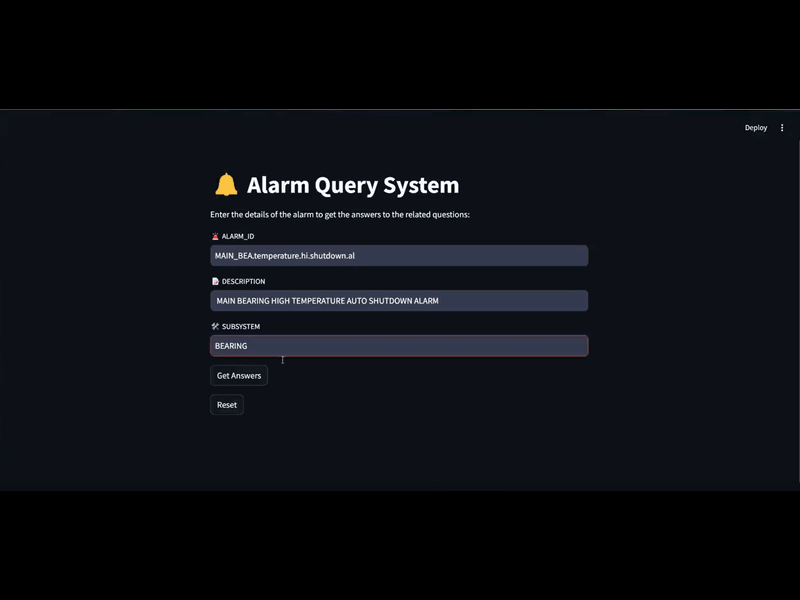 Deploy
Alarm Query System
Enter the details of the alarm to get the answers to the related questions:
ALARM_ID
MAIN_BEA.temperature.hi.shutdown.al
DESCRIPTION
MAIN BEARING HIGH TEMPERATURE AUTO SHUTDOWN ALARM
SUBSYSTEM
BEARING
Get Answers
Reset